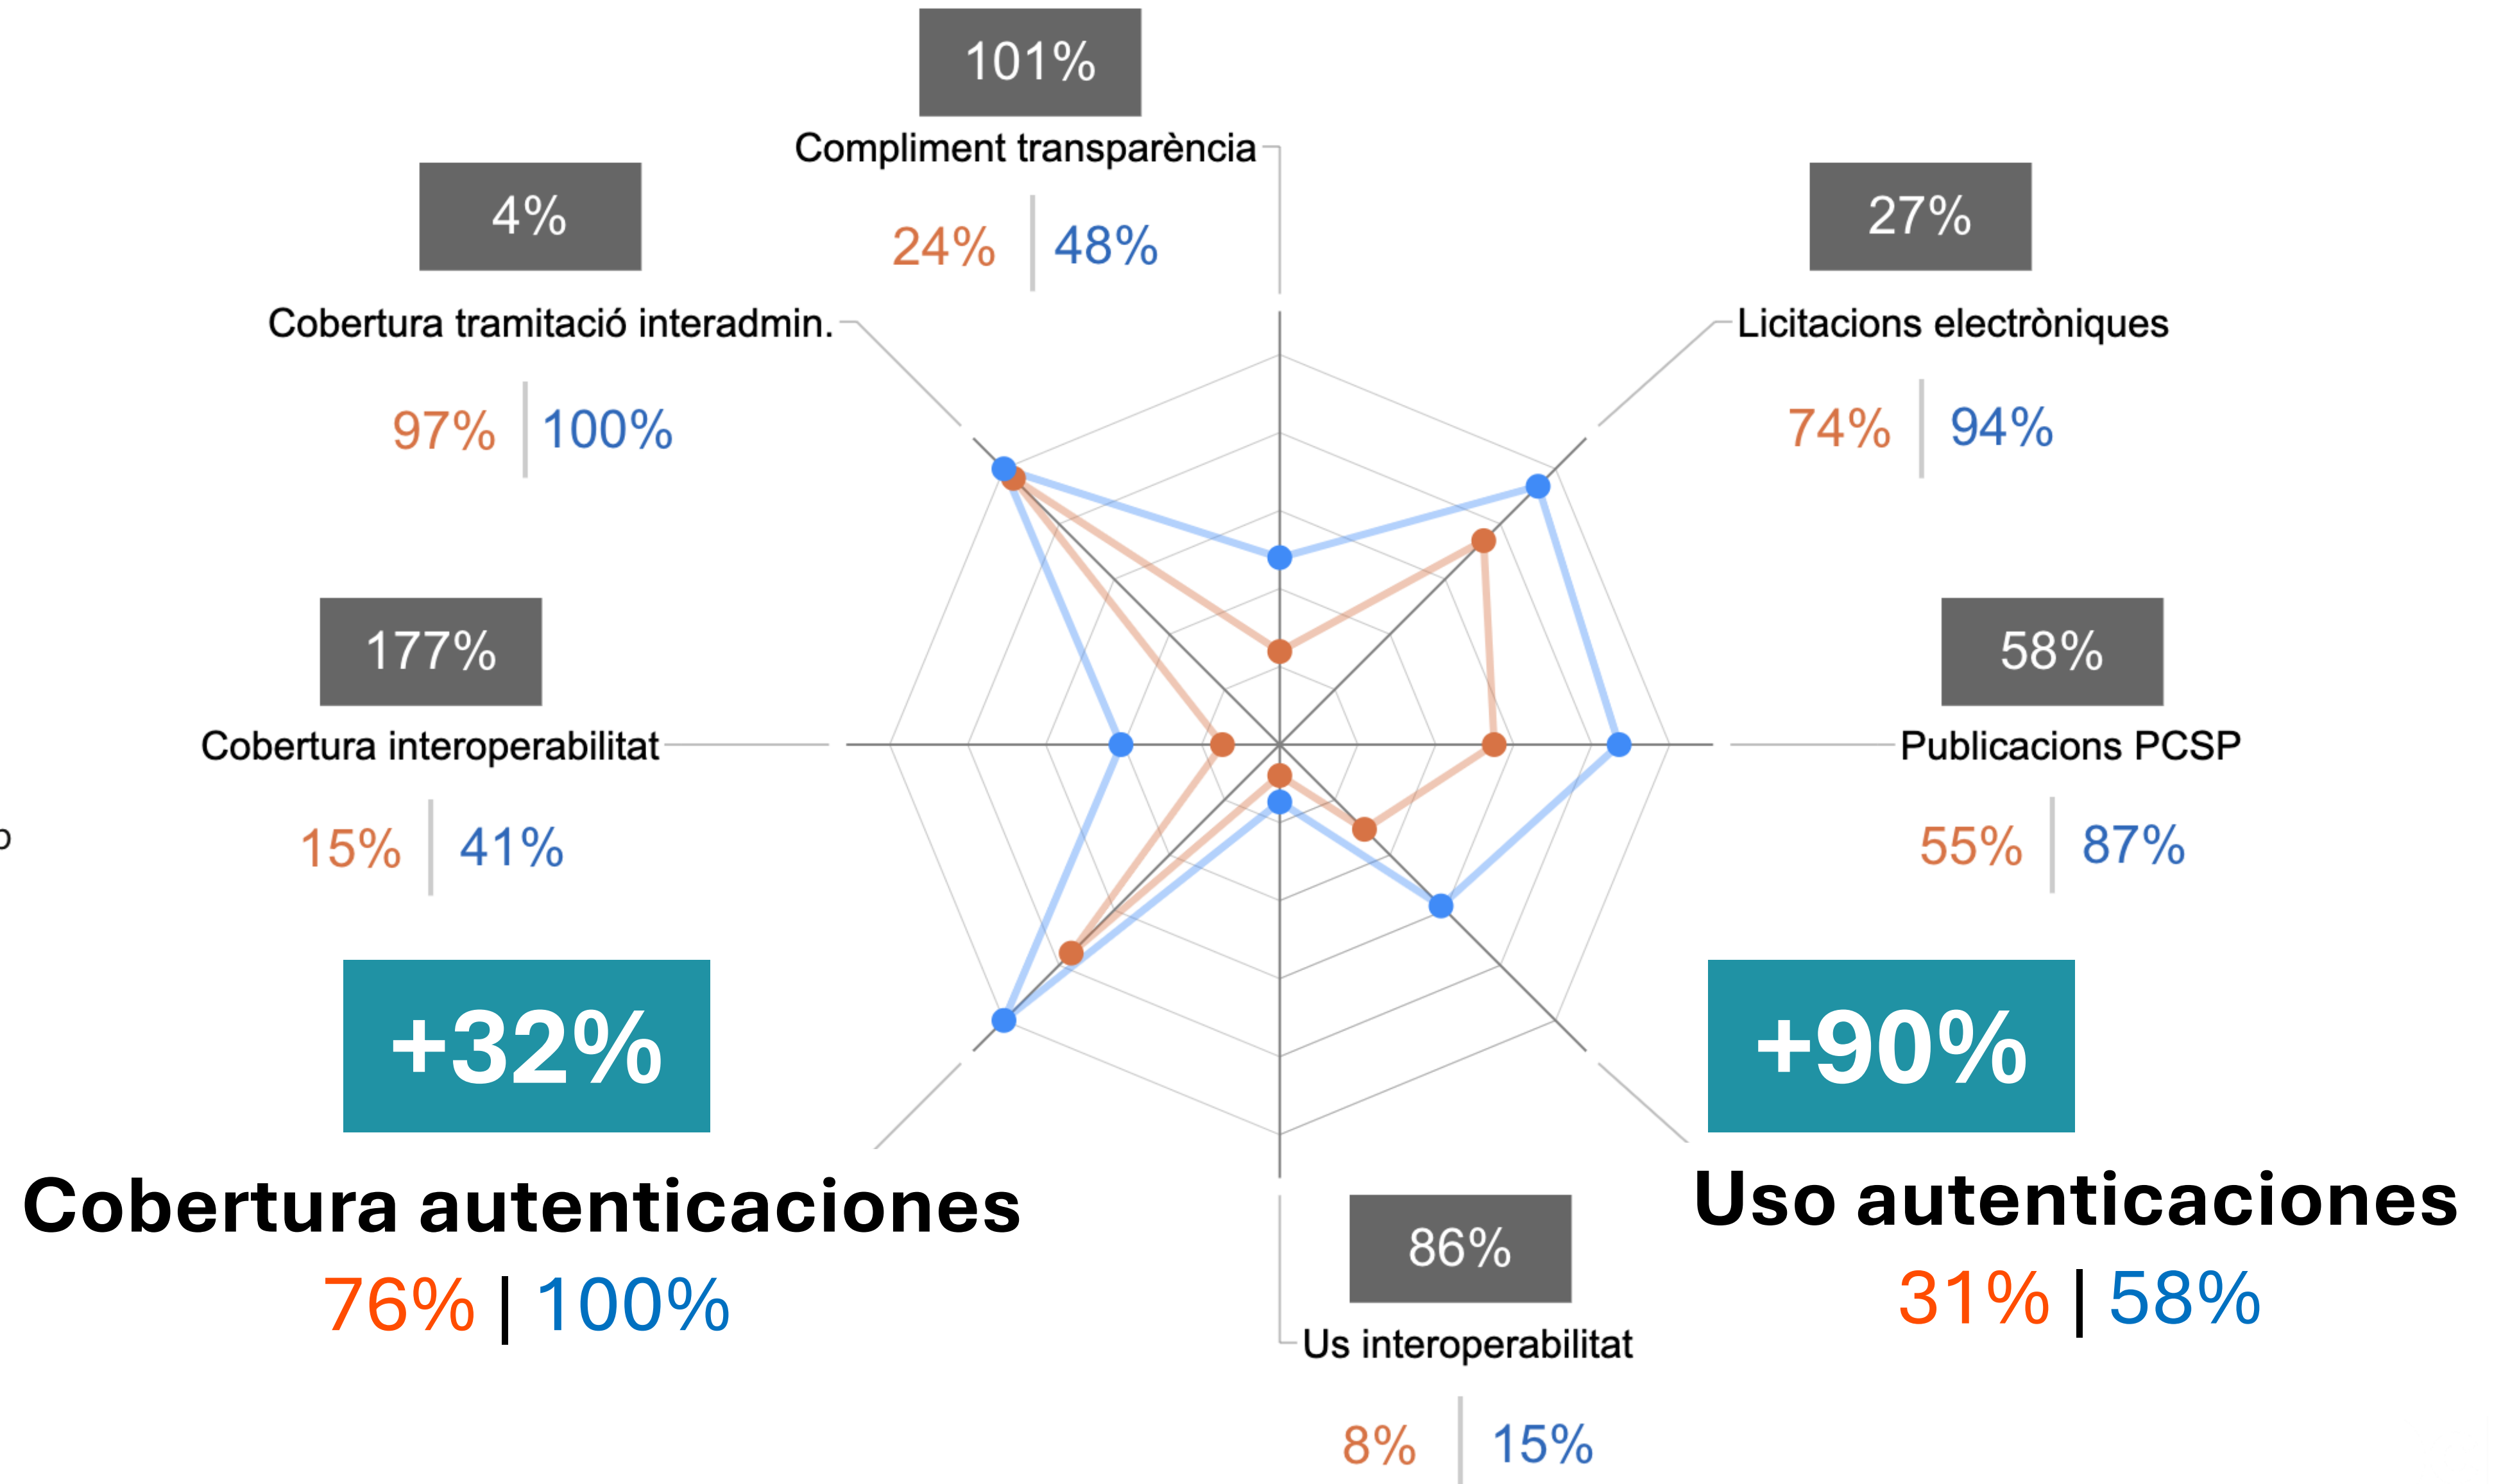 101%
Compliment transparència
24% 48%
4%
Cobertura tramitació interadmin.
97% 100%
27%
Licitacions electròniques
74% 94%
177%
Cobertura interoperabilitat
15% 41%
58%
Publicacions PCSP
55% 87%
+32%
Cobertura autenticaciones
76% | 100%
+90%
Uso autenticaciones
31% | 58%
86%
Us interoperabilitat
8% 15%